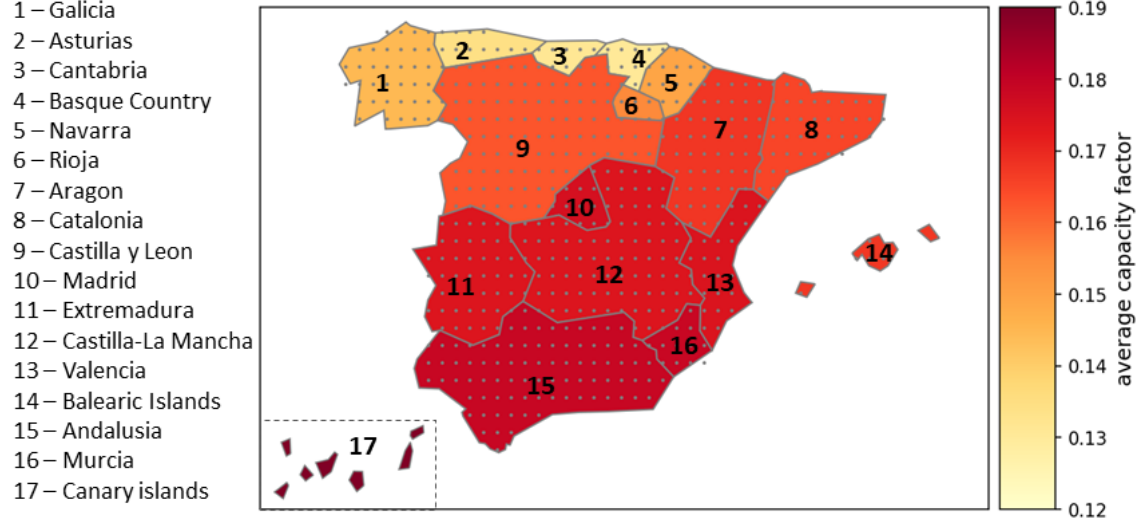 1 – Galicia
2 – Asturias
3 – Cantabria
4 – Basque Country
5 – Navarra
6 – Rioja
7 – Aragon
8 – Catalonia
9 – Castilla y Leon
10 – Madrid
11 – Extremadura
12 – Castilla-La Mancha
13 – Valencia
14 – Balearic Islands
15 – Andalusia
16 – Murcia
17 – Canary islands
1
2
3
4
5
6
7
8
9
10
11
12
13
14
15
16
17
0.19
0.18
0.17
0.16
0.15
0.14
0.13
0.12
average capacity factor